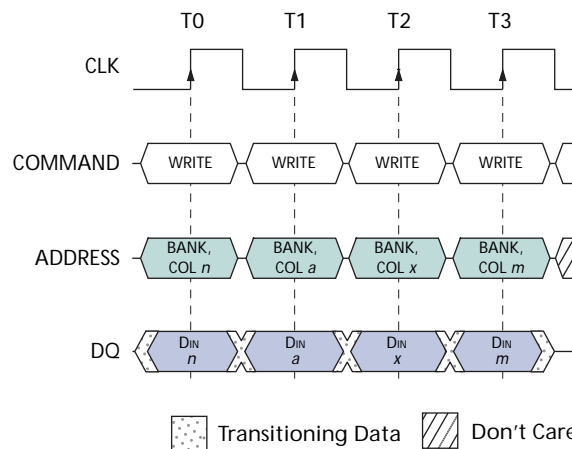 T0 T1 T2 T3
CLK
COMMAND WRITE WRITE WRITE WRITE
ADDRESS BANK, BANK, BANK, BANK,
COL n COL a COL x COL m
DQ DIN DIN DIN DIN
n a x m
Transitioning Data Don't Care